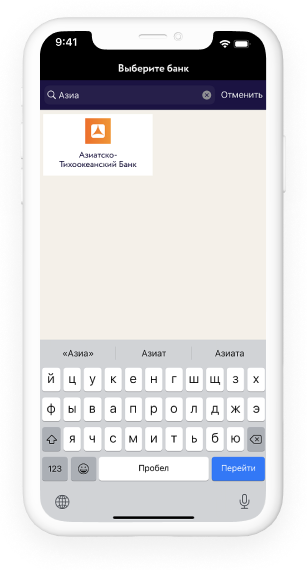 9:41
Выберите банк
Азиа
Отменить
Азиатско-
Тихоокеанский Банк
«Азиа» Азиат Азиата
й ц у к е н г ш щ з х
ф ы в а п р о л д ж э
я ч с м и т ь б ю
123 Пробел Перейти